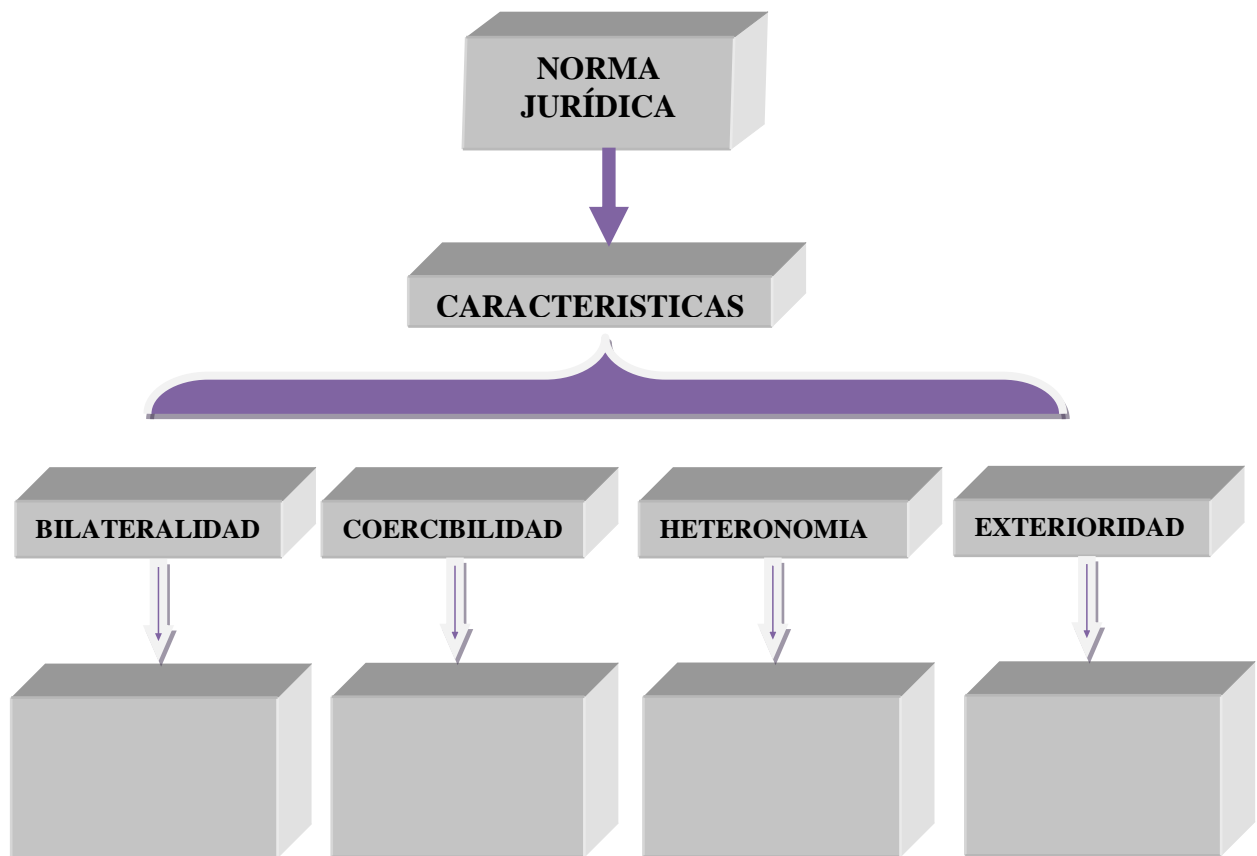 NORMA
JURÍDICA
CARACTERISTICAS
BILATERALIDAD
COERCIBILIDAD
HETERONOMIA
EXTERIORIDAD